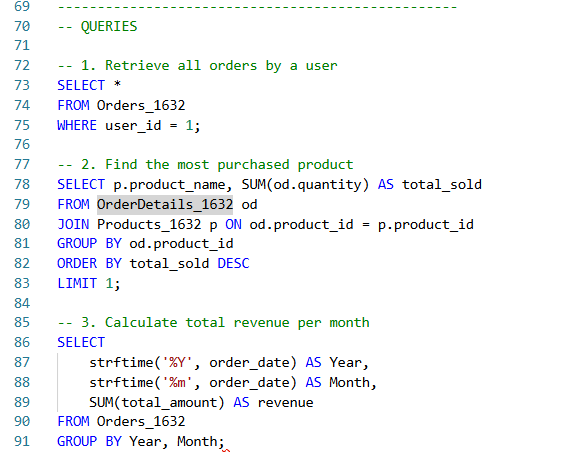 69 --------------------------------------------------
70 -- QUERIES
71
72 -- 1. Retrieve all orders by a user
73 SELECT *
74 FROM Orders_1632
75 WHERE user_id = 1;
76
77 -- 2. Find the most purchased product
78 SELECT p.product_name, SUM(od.quantity) AS total_sold
79 FROM OrderDetails_1632 od
80 JOIN Products_1632 p ON od.product_id = p.product_id
81 GROUP BY od.product_id
82 ORDER BY total_sold DESC
83 LIMIT 1;
84
85 -- 3. Calculate total revenue per month
86 SELECT
87     strftime('%Y', order_date) AS Year,
88     strftime('%m', order_date) AS Month,
89     SUM(total_amount) AS revenue
90 FROM Orders_1632
91 GROUP BY Year, Month;